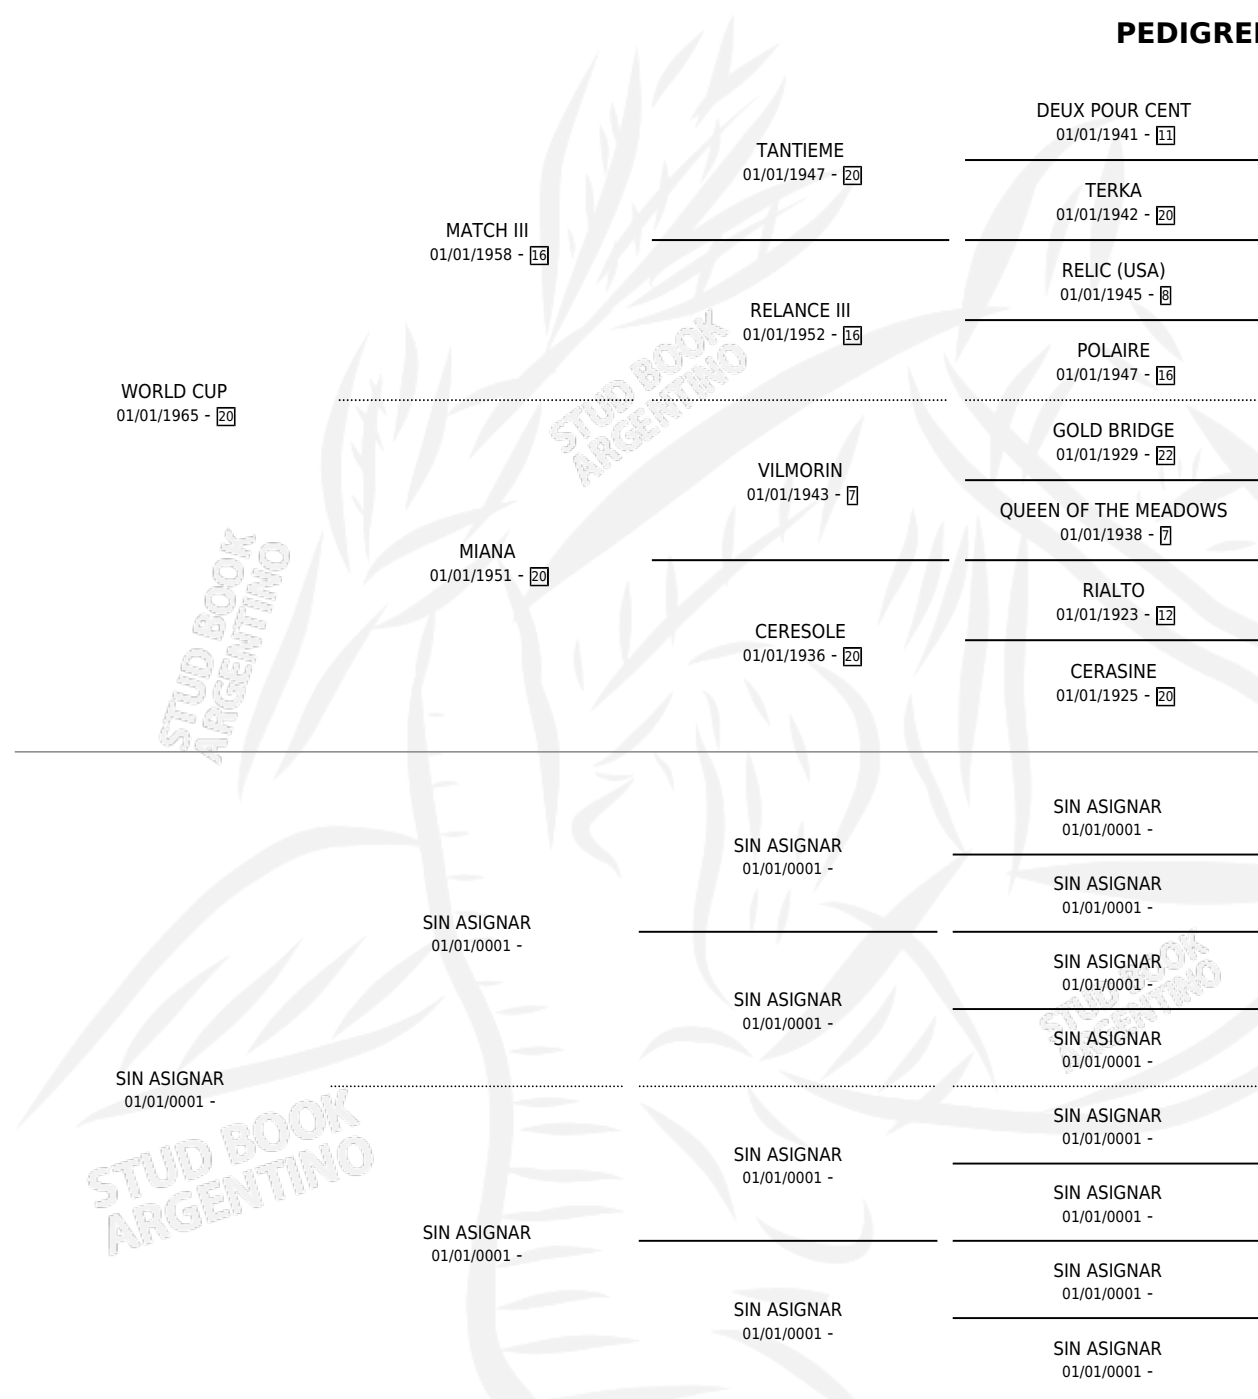 PEDIGREE
DEUX POUR CENT
01/01/1941 - 11
TANTIEME
01/01/1947 - 20
TERKA
01/01/1942 - 20
MATCH III
01/01/1958 - 16
RELIC (USA)
01/01/1945 - 8
RELANCE III
01/01/1952 - 16
POLAIRE
01/01/1947 - 16
WORLD CUP
01/01/1965 - 20
GOLD BRIDGE
01/01/1929 - 22
VILMORIN
01/01/1943 - 7
QUEEN OF THE MEADOWS
01/01/1938 - 7
MIANA
01/01/1951 - 20
RIALTO
01/01/1923 - 12
CERESOLE
01/01/1936 - 20
CERASINE
01/01/1925 - 20
STUD BOOK
ARGENTINO
STUD BOOK
ARGENTINO
SIN ASIGNAR
01/01/0001 -
SIN ASIGNAR
01/01/0001 -
SIN ASIGNAR
01/01/0001 -
SIN ASIGNAR
01/01/0001 -
SIN ASIGNAR
01/01/0001 -
SIN ASIGNAR
01/01/0001 -
SIN ASIGNAR
01/01/0001 -
SIN ASIGNAR
01/01/0001 -
SIN ASIGNAR
01/01/0001 -
SIN ASIGNAR
01/01/0001 -
SIN ASIGNAR
01/01/0001 -
SIN ASIGNAR
01/01/0001 -
SIN ASIGNAR
01/01/0001 -
SIN ASIGNAR
01/01/0001 -
SIN ASIGNAR
01/01/0001 -
STUD BOOK
ARGENTINO
STUD BOOK
ARGENTINO